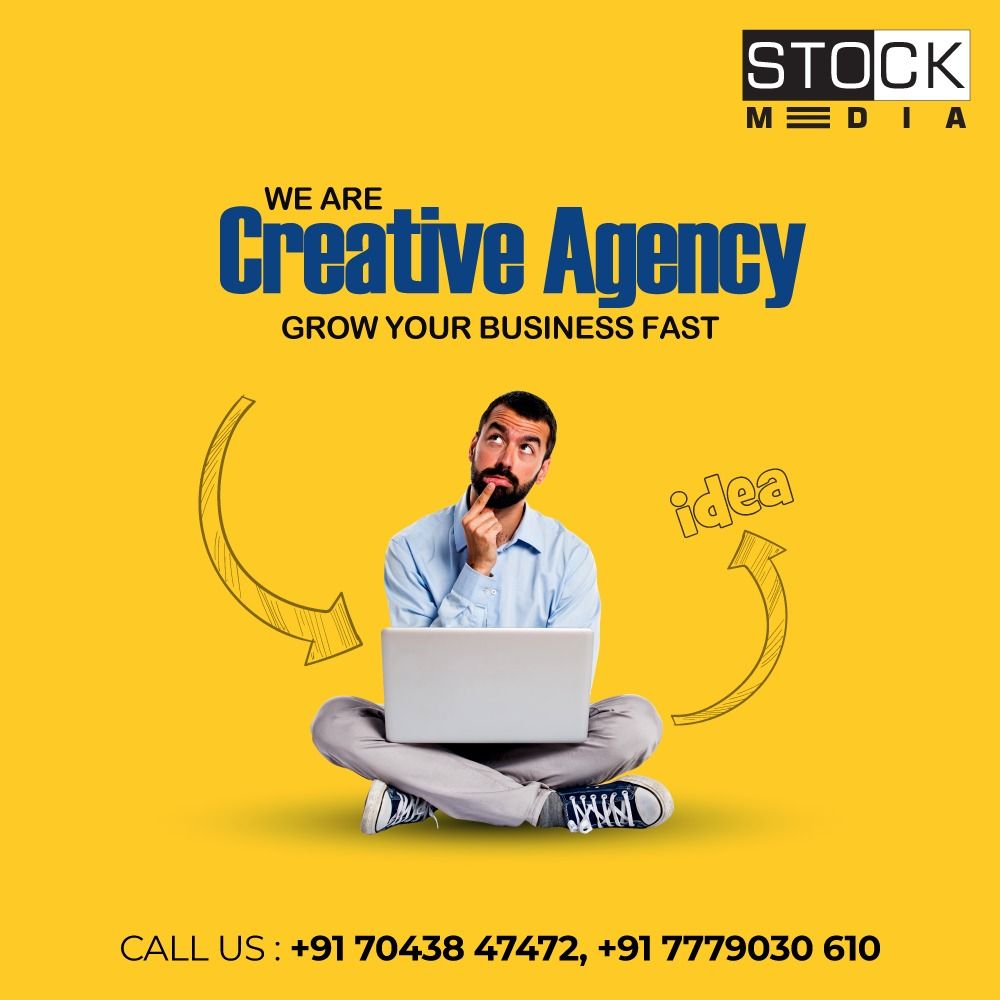 STOCK
MEDIA
WE ARE
Creative Agency
GROW YOUR BUSINESS FAST
idea
CALL US : +91 70438 47472, +91 7779030 610